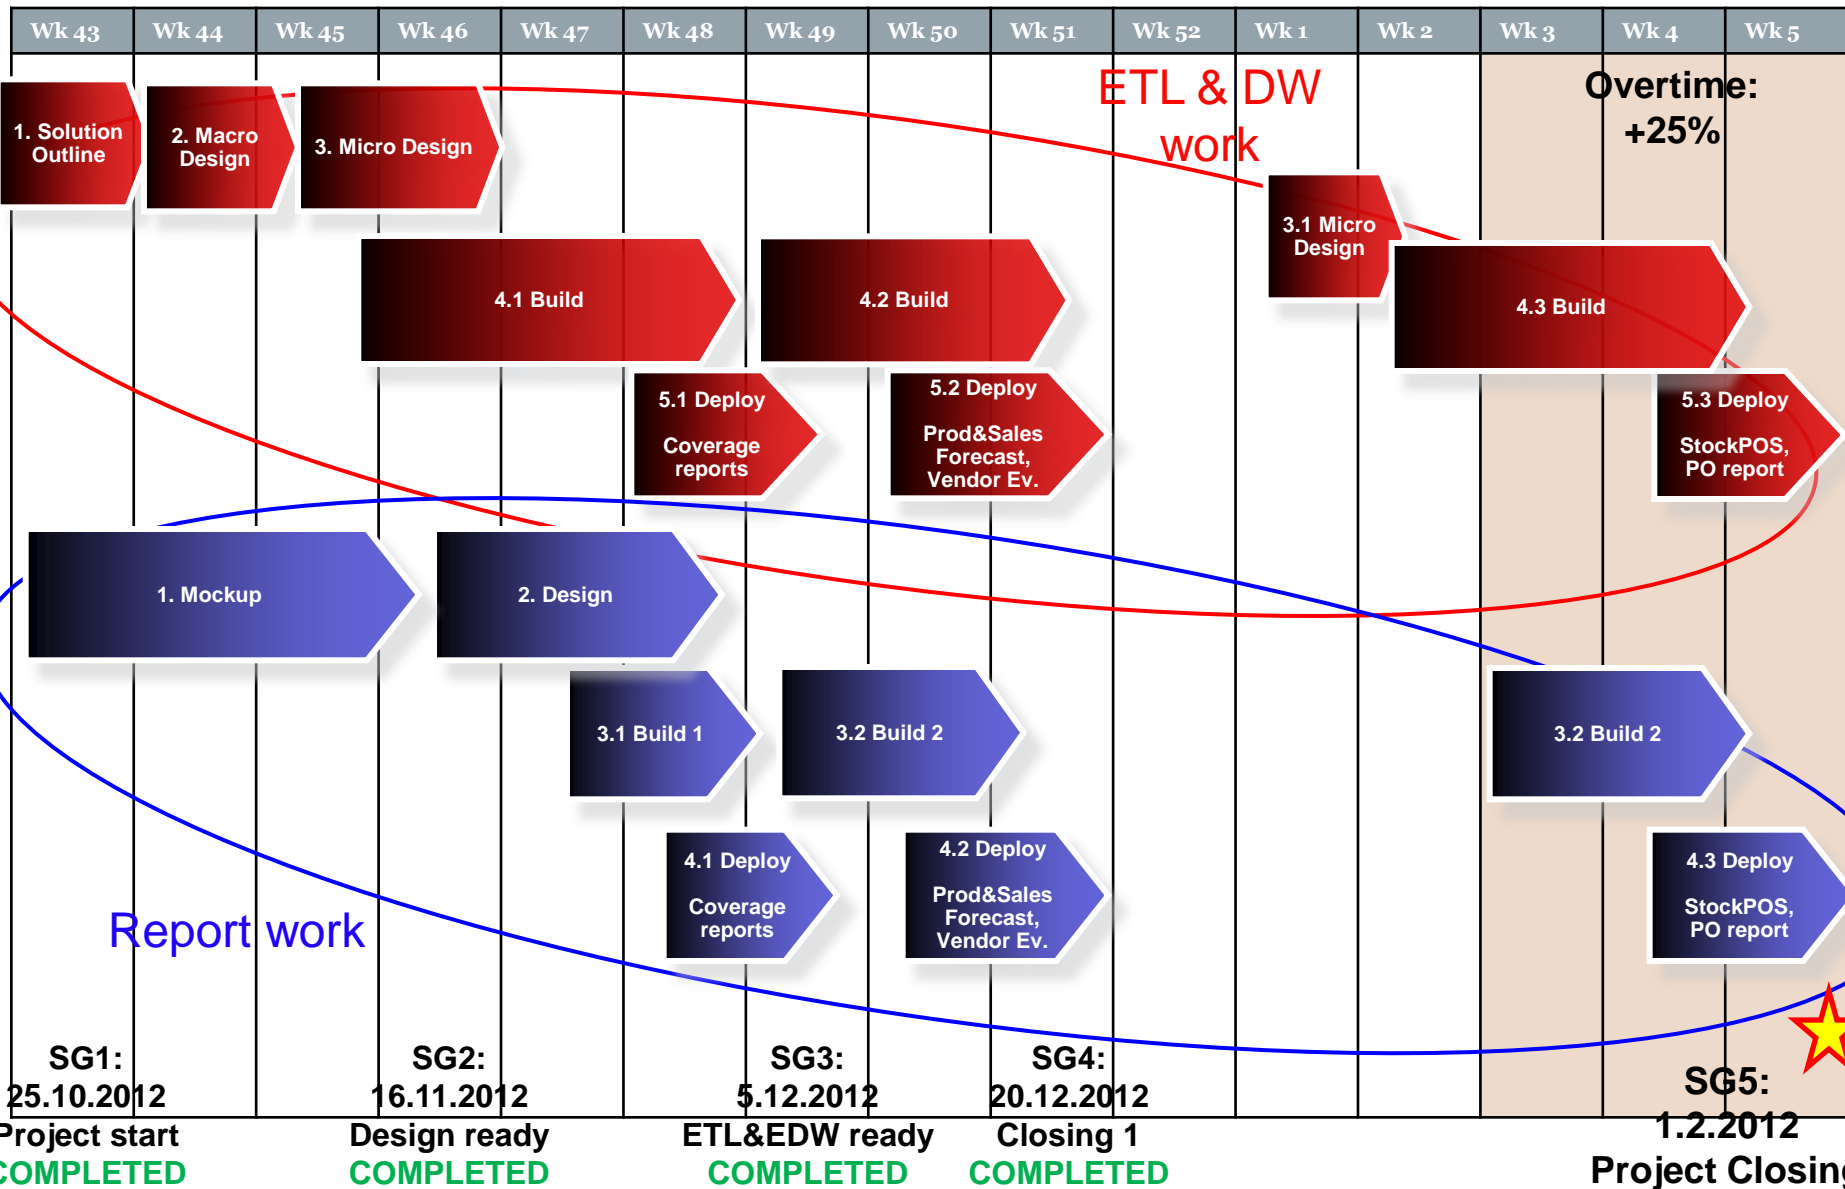 Wk 43 Wk 44 Wk 45 Wk 46 Wk 47 Wk 48 Wk 49 Wk 50 Wk 51 Wk 52 Wk 1 Wk 2 Wk 3 Wk 4 Wk 5
ETL & DW
work
Overtime:
+25%
1. Solution
Outline
2. Macro
Design
3. Micro Design
3.1 Micro
Design
4.1 Build
4.2 Build
4.3 Build
5.1 Deploy
Coverage
reports
5.2 Deploy
Prod&Sales
Forecast,
Vendor Ev.
5.3 Deploy
StockPOS,
PO report
1. Mockup
2. Design
3.1 Build 1
3.2 Build 2
3.2 Build 2
4.1 Deploy
Coverage
reports
4.2 Deploy
Prod&Sales
Forecast,
Vendor Ev.
4.3 Deploy
StockPOS,
PO report
Report work
SG1:
25.10.2012
Project start
COMPLETED
SG2:
16.11.2012
Design ready
COMPLETED
SG3:
5.12.2012
ETL&EDW ready
COMPLETED
SG4:
20.12.2012
Closing 1
COMPLETED
SG5:
1.2.2012
Project Closing